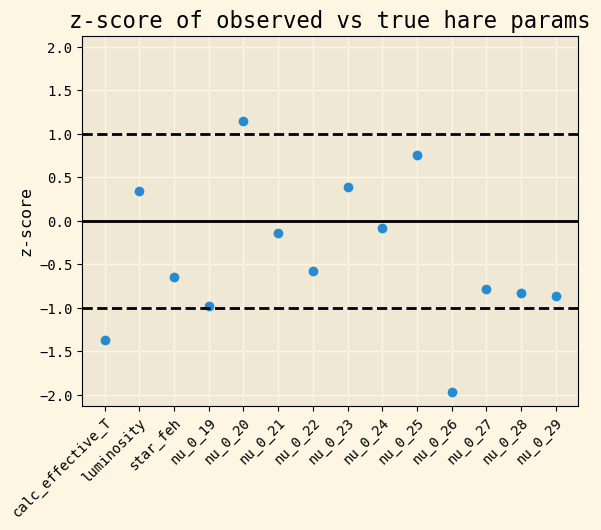 z-score of observed vs true hare params
z-score
2.0
1.5
1.0
0.5
0.0
−0.5
−1.0
−1.5
−2.0
calc_effective_T
luminosity
star_feh
nu_0_19
nu_0_20
nu_0_21
nu_0_22
nu_0_23
nu_0_24
nu_0_25
nu_0_26
nu_0_27
nu_0_28
nu_0_29